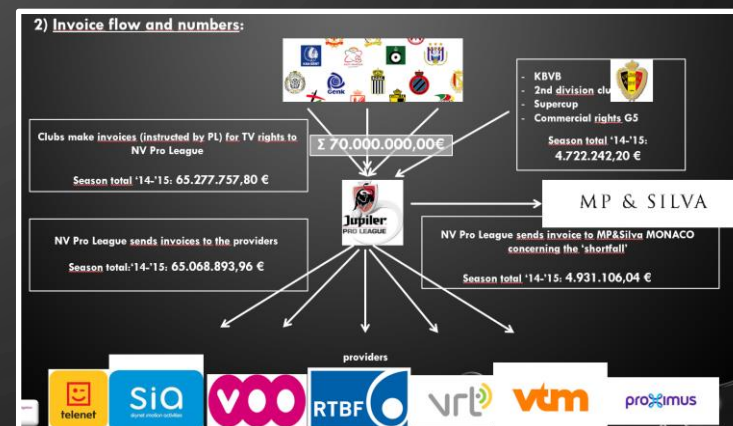 2) Invoice flow and numbers:
Genk
- KBVB
- 2nd division clu
- Supercup
- Commercial rights G5
Season total '14-'15:
4.722.242,20 €
Clubs make invoices (instructed by PL) for TV rights to
NV Pro League
Season total '14-'15: 65.277.757,80 €
Σ 70.000.000,00€
Jupiler
PRO LEAGUE
MP & SILVA
NV Pro League sends invoices to the providers
Season total:'14-'15: 65.068.893,96 €
NV Pro League sends invoice to MP&Silva MONACO
concerning the 'shortfall'
Season total '14-'15: 4.931.106,04 €
providers
telenet
sia
voo
RTBF
vrt
vtm
proximus